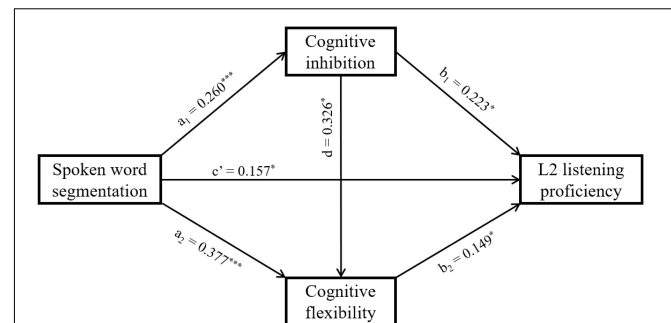 Cognitive
inhibition
a₁ = 0.260***
b₁ = 0.223*
d = 0.326*
Spoken word
segmentation
c’ = 0.157*
L2 listening
proficiency
a₂ = 0.377***
b₂ = 0.149*
Cognitive
flexibility